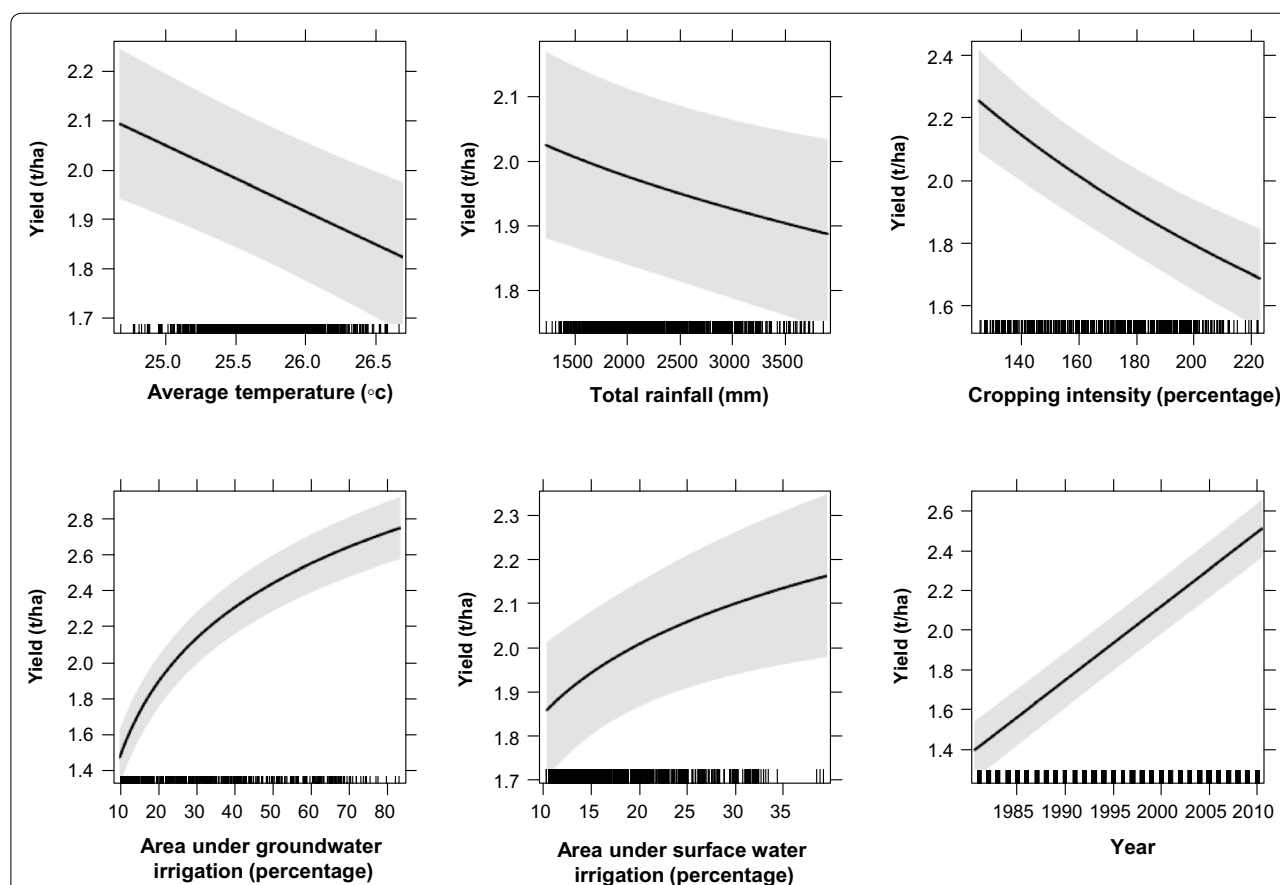 2.2
2.1
2.0
1.9
1.8
1.7
Yield (t/ha)
25.0 25.5 26.0 26.5
Average temperature (◦c)
2.1
2.0
1.9
1.8
Yield (t/ha)
1500 2000 2500 3000 3500
Total rainfall (mm)
2.4
2.2
2.0
1.8
1.6
Yield (t/ha)
140 160 180 200 220
Cropping intensity (percentage)
2.8
2.6
2.4
2.2
2.0
1.8
1.6
1.4
Yield (t/ha)
10 20 30 40 50 60 70 80
Area under groundwater
irrigation (percentage)
2.3
2.2
2.1
2.0
1.9
1.8
1.7
Yield (t/ha)
10 15 20 25 30 35
Area under surface water
irrigation (percentage)
2.6
2.4
2.2
2.0
1.8
1.6
1.4
Yield (t/ha)
1985 1990 1995 2000 2005 2010
Year